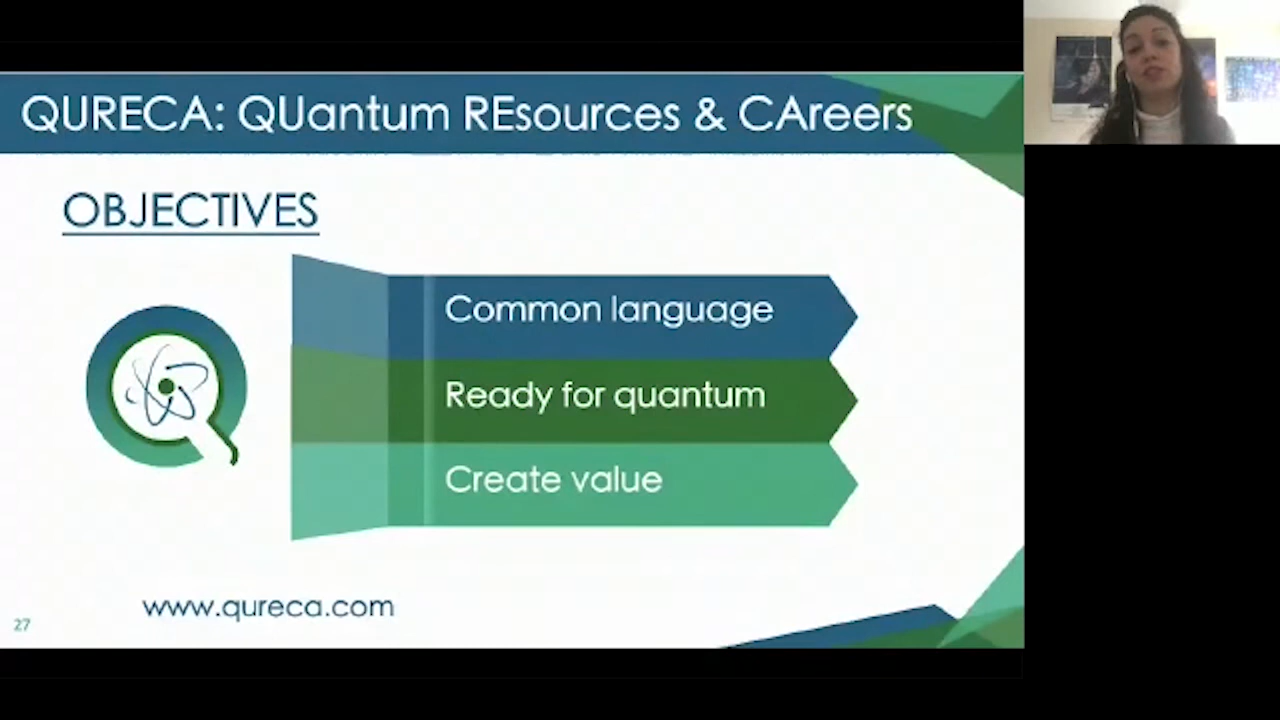 QURECA: QUantum REsources & CAreers
OBJECTIVES
Common language
Ready for quantum
Create value
www.qureca.com
27